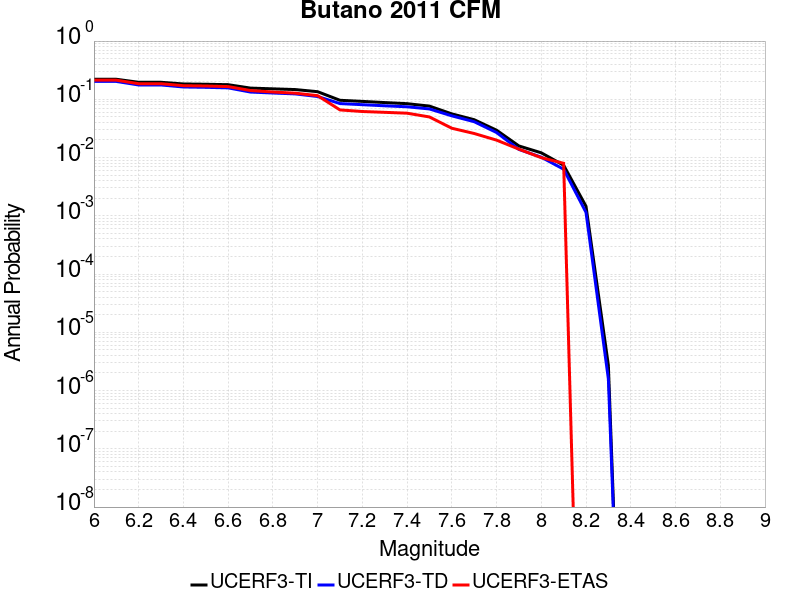 Butano 2011 CFM
Annual Probability
10^0
10^-1
10^-2
10^-3
10^-4
10^-5
10^-6
10^-7
10^-8
6 6.2 6.4 6.6 6.8 7 7.2 7.4 7.6 7.8 8 8.2 8.4 8.6 8.8 9
Magnitude
UCERF3-TI UCERF3-TD UCERF3-ETAS